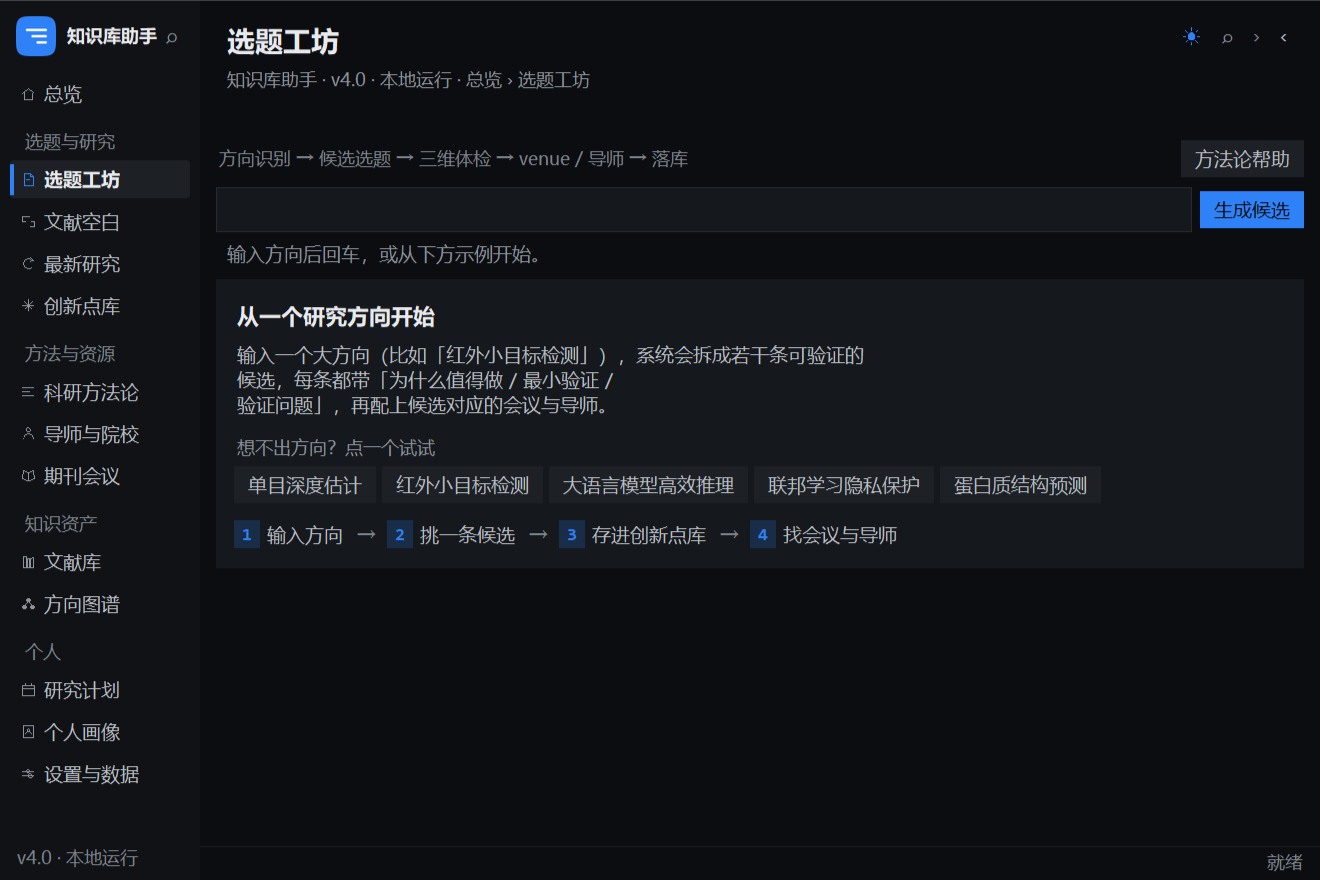 知识库助手
总览
选题与研究
选题工坊
文献空白
最新研究
创新点库
方法与资源
科研方法论
导师与院校
期刊会议
知识资产
文献库
方向图谱
个人
研究计划
个人画像
设置与数据
v4.0 · 本地运行
选题工坊
知识库助手 · v4.0 · 本地运行 · 总览 › 选题工坊
方向识别 → 候选选题 → 三维体检 → venue / 导师 → 落库
方法论帮助
生成候选
输入方向后回车，或从下方示例开始。
从一个研究方向开始
输入一个大方向（比如「红外小目标检测」），系统会拆成若干条可验证的
候选，每条都带「为什么值得做 / 最小验证 /
验证问题」，再配上候选对应的会议与导师。
想不出方向？点一个试试
单目深度估计 红外小目标检测 大语言模型高效推理 联邦学习隐私保护 蛋白质结构预测
1 输入方向 → 2 挑一条候选 → 3 存进创新点库 → 4 找会议与导师
就绪